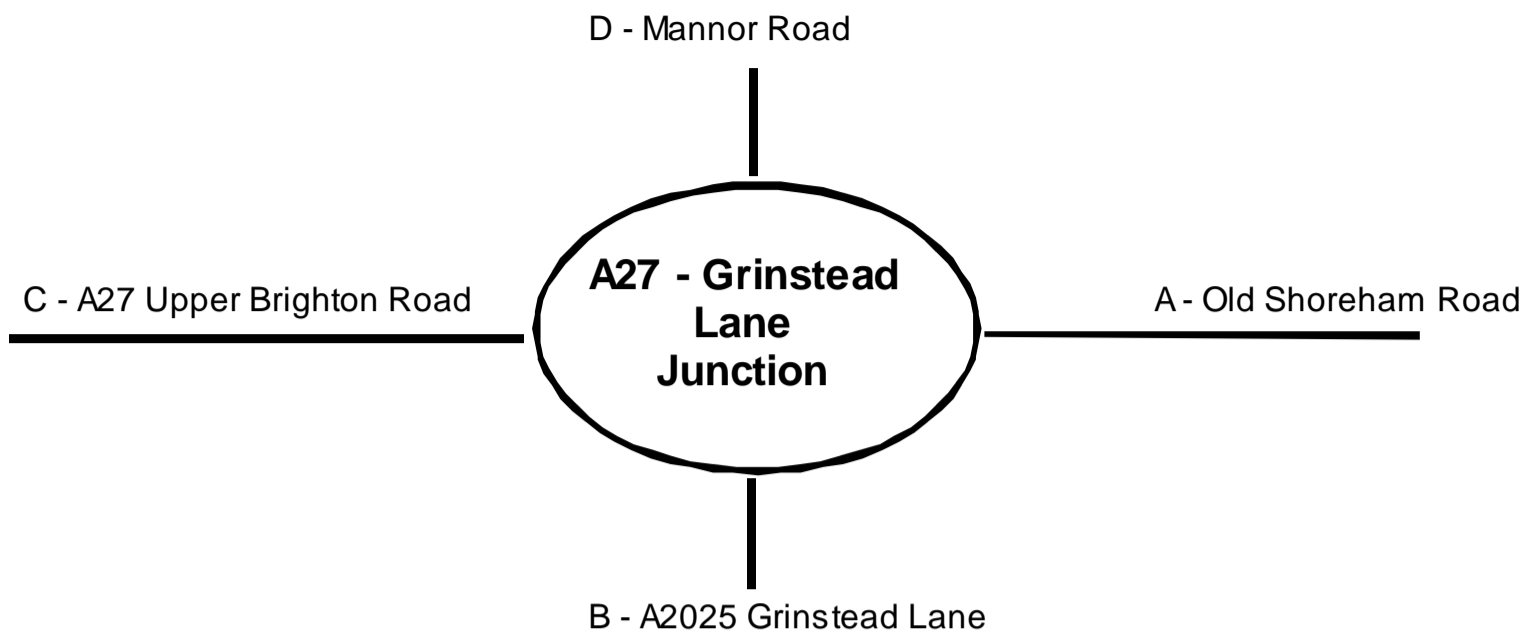 D - Mannor Road
A27 - Grinstead
Lane
Junction
C - A27 Upper Brighton Road
A - Old Shoreham Road
B - A2025 Grinstead Lane